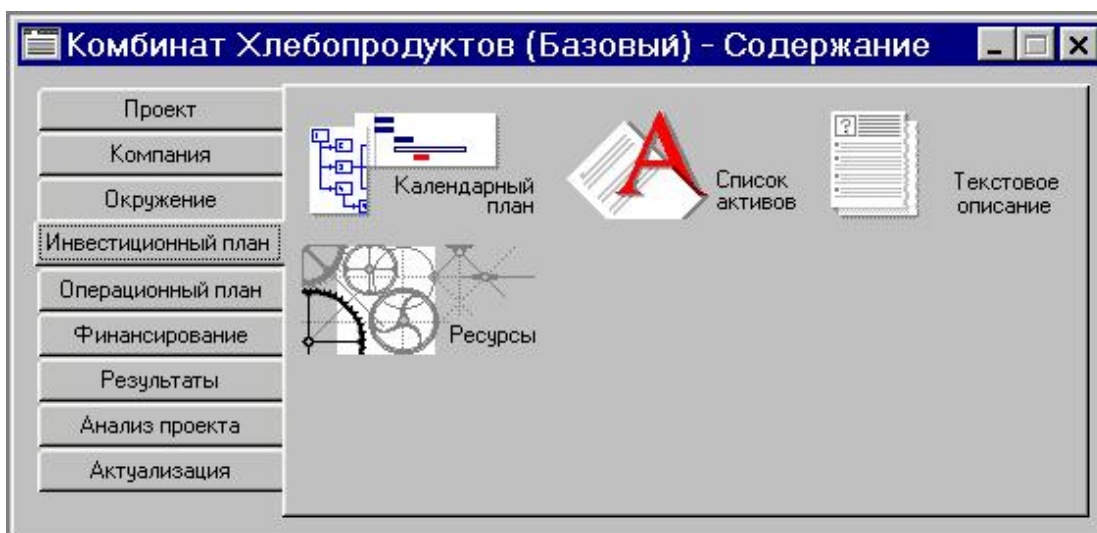 Комбинат Хлебопродуктов (Базовый) - Содержание
Проект
Компания
Окружение
Инвестиционный план
Операционный план
Финансирование
Результаты
Анализ проекта
Актуализация
Календарный
план
Список
активов
Текстовое
описание
Ресурсы